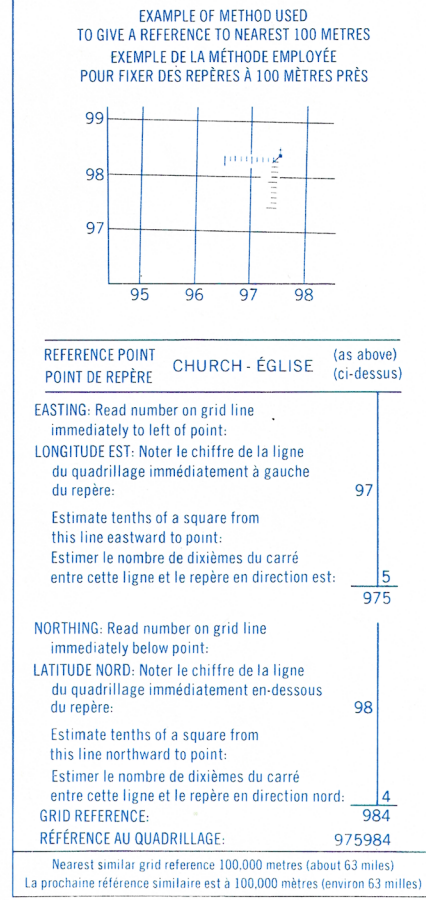 EXAMPLE OF METHOD USED
TO GIVE A REFERENCE TO NEAREST 100 METRES
EXEMPLE DE LA MÉTHODE EMPLOYÉE
POUR FIXER DES REPÈRES À 100 MÈTRES PRÈS
99
98
97
95 96 97 98
REFERENCE POINT
POINT DE REPÈRE
CHURCH - ÉGLISE
(as above)
(ci-dessus)
EASTING: Read number on grid line
immediately to left of point:
LONGITUDE EST: Noter le chiffre de la ligne
du quadrillage immédiatement à gauche
du repère: 97
Estimate tenths of a square from
this line eastward to point:
Estimer le nombre de dixièmes du carré
entre cette ligne et le repère en direction est: 5
975
NORTHING: Read number on grid line
immediately below point:
LATITUDE NORD: Noter le chiffre de la ligne
du quadrillage immédiatement en-dessous
du repère: 98
Estimate tenths of a square from
this line northward to point:
Estimer le nombre de dixièmes du carré
entre cette ligne et le repère en direction nord: 4
GRID REFERENCE: 984
RÉFÉRENCE AU QUADRILLAGE: 975984
Nearest similar grid reference 100,000 metres (about 63 miles)
La prochaine référence similaire est à 100,000 mètres (environ 63 milles)